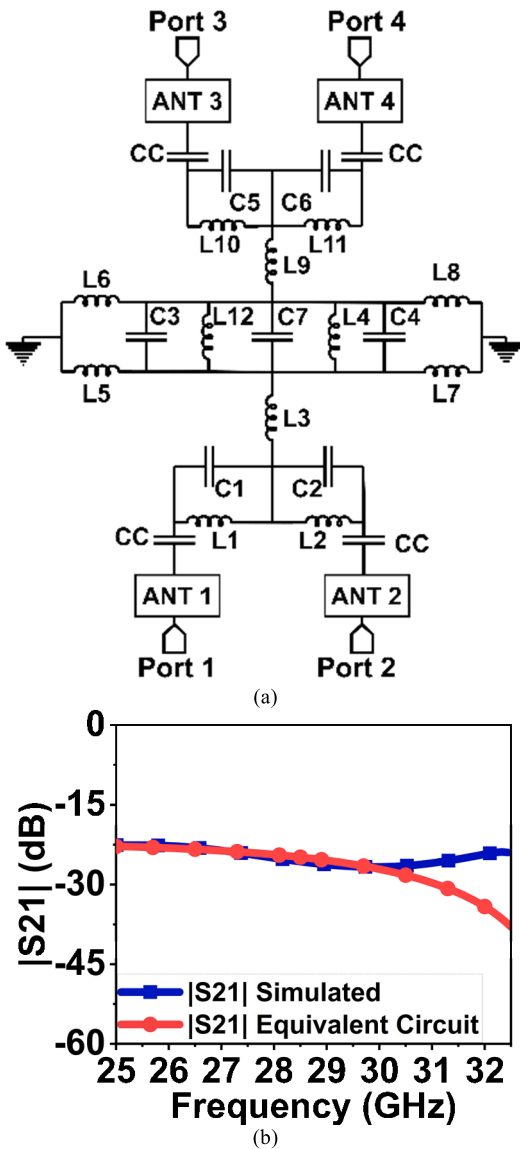 Port 3 Port 4
ANT 3 ANT 4
CC CC
C5 C6
L10 L11
L9
L6 L8
C3 L12 C7 L4 C4
L5 L7
L3
C1 C2
CC L1 L2 CC
ANT 1 ANT 2
Port 1 Port 2
(a)
0
-15
-30
-45
-60
|S21| (dB)
|S21| Simulated
|S21| Equivalent Circuit
25 26 27 28 29 30 31 32
Frequency (GHz)
(b)